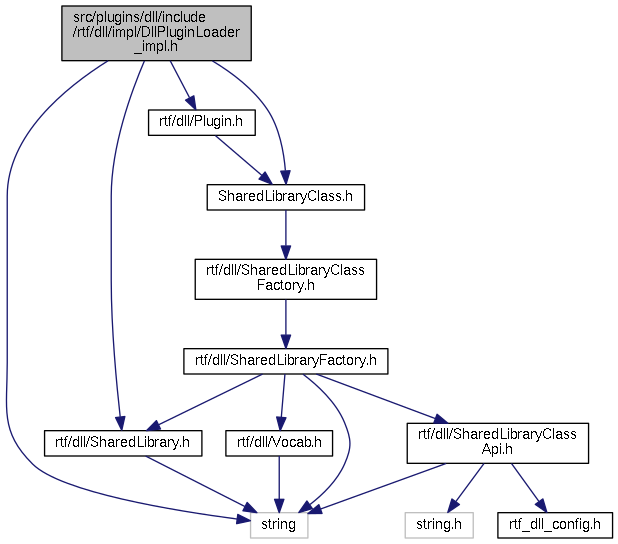 src/plugins/dll/include
/rtf/dll/impl/DllPluginLoader
_impl.h
rtf/dll/Plugin.h
SharedLibraryClass.h
rtf/dll/SharedLibraryClass
Factory.h
rtf/dll/SharedLibraryFactory.h
rtf/dll/SharedLibrary.h
rtf/dll/Vocab.h
rtf/dll/SharedLibraryClass
Api.h
string
string.h
rtf_dll_config.h